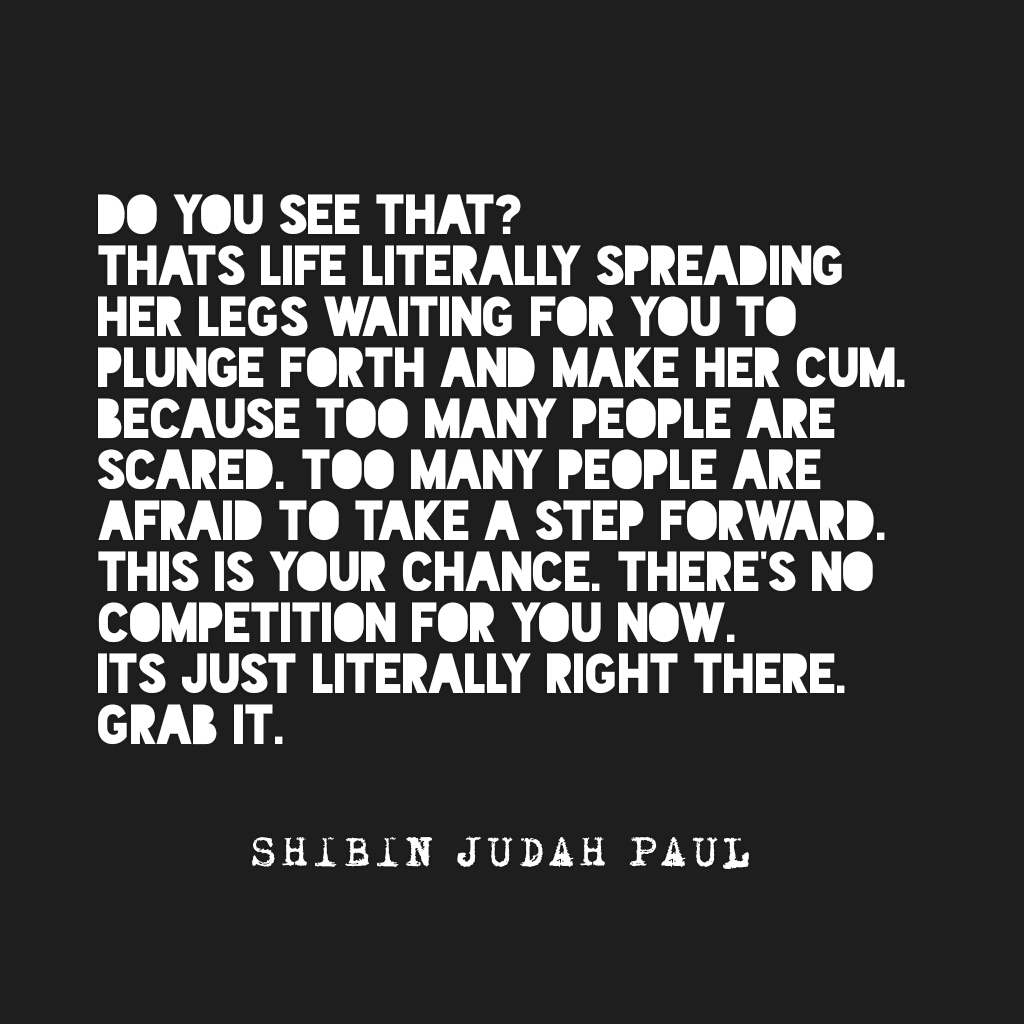 DO YOU SEE THAT?
THATS LIFE LITERALLY SPREADING
HER LEGS WAITING FOR YOU TO
PLUNGE FORTH AND MAKE HER CUM.
BECAUSE TOO MANY PEOPLE ARE
SCARED. TOO MANY PEOPLE ARE
AFRAID TO TAKE A STEP FORWARD.
THIS IS YOUR CHANCE. THERE'S NO
COMPETITION FOR YOU NOW.
ITS JUST LITERALLY RIGHT THERE.
GRAB IT.
SHIBIN JUDAH PAUL